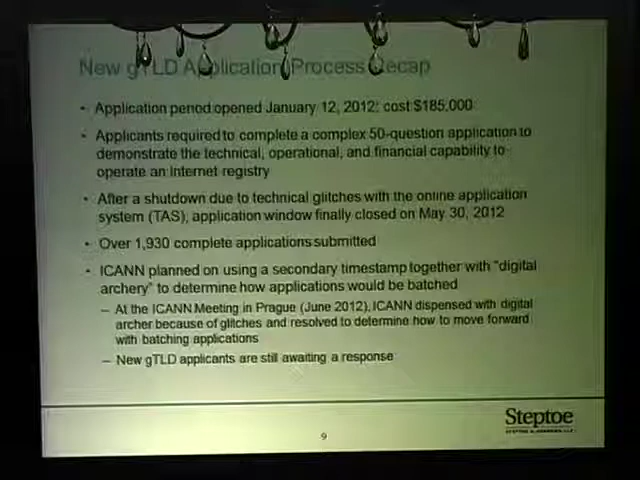 New gTLD Application Process Recap
• Application period opened January 12, 2012; cost $185,000
• Applicants required to complete a complex 50-question application to
demonstrate the technical, operational, and financial capability to
operate an Internet registry
• After a shutdown due to technical glitches with the online application
system (TAS), application window finally closed on May 30, 2012
• Over 1,930 complete applications submitted
• ICANN planned on using a secondary timestamp together with "digital
archery" to determine how applications would be batched
– At the ICANN Meeting in Prague (June 2012), ICANN dispensed with digital
archer because of glitches and resolved to determine how to move forward
with batching applications
– New gTLD applicants are still awaiting a response
Steptoe
STEPTOE & JOHNSON LLP
9